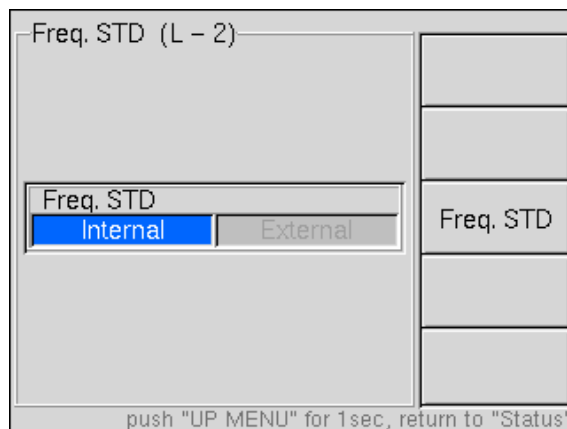 Freq. STD (L – 2)
Freq. STD
Internal External
Freq. STD
push "UP MENU" for 1sec, return to "Status"